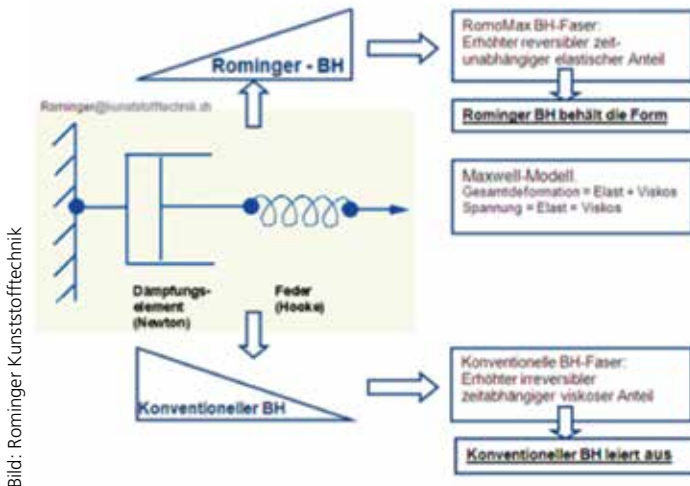 Rominger - BH
RomoMax BH-Faser:
Erhöhter reversibler zeit-
unabhängiger elastischer Anteil
Rominger BH behält die Form
Rominger@kunststofftechnik.ch
Maxwell-Modell
Gesamtdeformation = Elast + Viskos
Spannung = Elast = Viskos
Dämpfungs-
element
(Newton)
Feder
(Hooke)
Konventioneller BH
Konventionelle BH-Faser:
Erhöhter irreversibler
zeitabhängiger viskoser Anteil
Konventioneller BH leiert aus
Bild: Rominger Kunststofftechnik